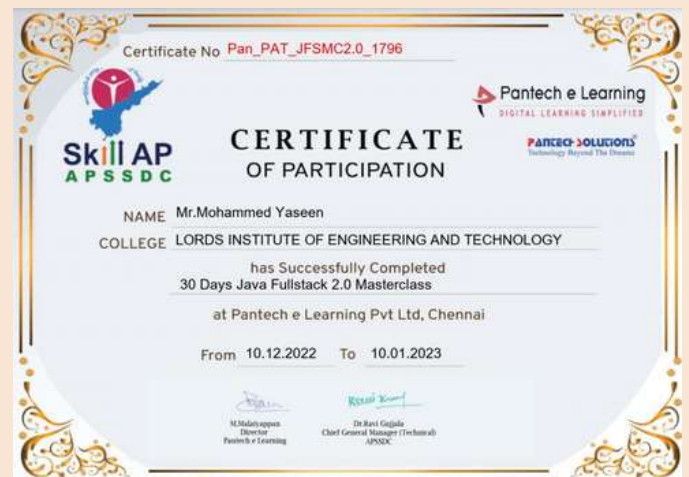 Certificate No Pan_PAT_JFSMC2.0_1796
Skill AP
APSSDC
Pantech e Learning
DIGITAL LEARNING SIMPLIFIED
PANTECH SOLUTIONS
Technology Beyond The Dreams
CERTIFICATE
OF PARTICIPATION
NAME Mr.Mohammed Yaseen
COLLEGE LORDS INSTITUTE OF ENGINEERING AND TECHNOLOGY
has Successfully Completed
30 Days Java Fullstack 2.0 Masterclass
at Pantech e Learning Pvt Ltd, Chennai
From 10.12.2022 To 10.01.2023
M.Malaiyappan
Director
Pantech e Learning
Dr.Ravi Gujjala
Chief General Manager (Technical)
APSSDC